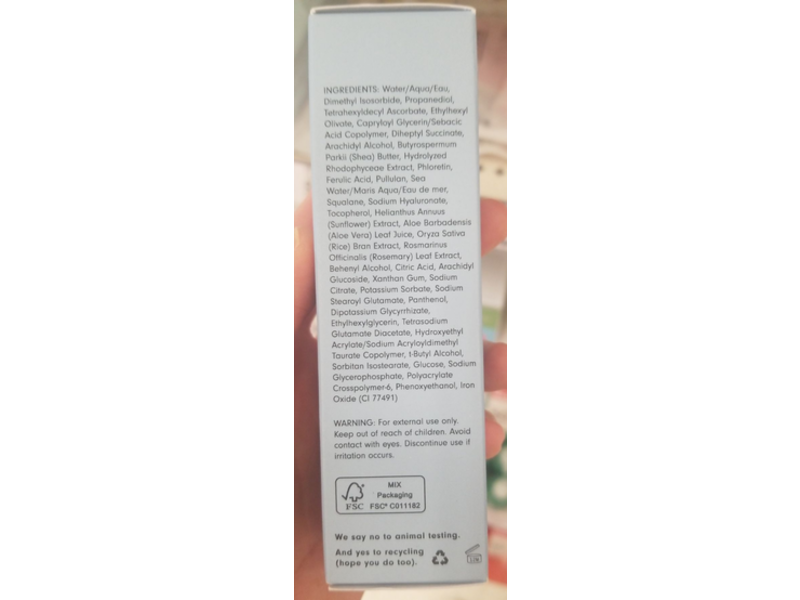 INGREDIENTS: Water/Aqua/Eau,
Dimethyl Isosorbide, Propanediol,
Tetrahexyldecyl Ascorbate, Ethylhexyl
Olivate, Capryloyl Glycerin/Sebacic
Acid Copolymer, Diheptyl Succinate,
Arachidyl Alcohol, Butyrospermum
Parkii (Shea) Butter, Hydrolyzed
Rhodophyceae Extract, Phloretin,
Ferulic Acid, Pullulan, Sea
Water/Maris Aqua/Eau de mer,
Squalane, Sodium Hyaluronate,
Tocopherol, Helianthus Annuus
(Sunflower) Extract, Aloe Barbadensis
(Aloe Vera) Leaf Juice, Oryza Sativa
(Rice) Bran Extract, Rosmarinus
Officinalis (Rosemary) Leaf Extract,
Behenyl Alcohol, Citric Acid, Arachidyl
Glucoside, Xanthan Gum, Sodium
Citrate, Potassium Sorbate, Sodium
Stearoyl Glutamate, Panthenol,
Dipotassium Glycyrrhizate,
Ethylhexylglycerin, Tetrasodium
Glutamate Diacetate, Hydroxyethyl
Acrylate/Sodium Acryloyldimethyl
Taurate Copolymer, t-Butyl Alcohol,
Sorbitan Isostearate, Glucose, Sodium
Glycerophosphate, Polyacrylate
Crosspolymer-6, Phenoxyethanol, Iron
Oxide (CI 77491)
WARNING: For external use only.
Keep out of reach of children. Avoid
contact with eyes. Discontinue use if
irritation occurs.
MIX
Packaging
FSC FSC® C011182
We say no to animal testing.
And yes to recycling
(hope you do too).